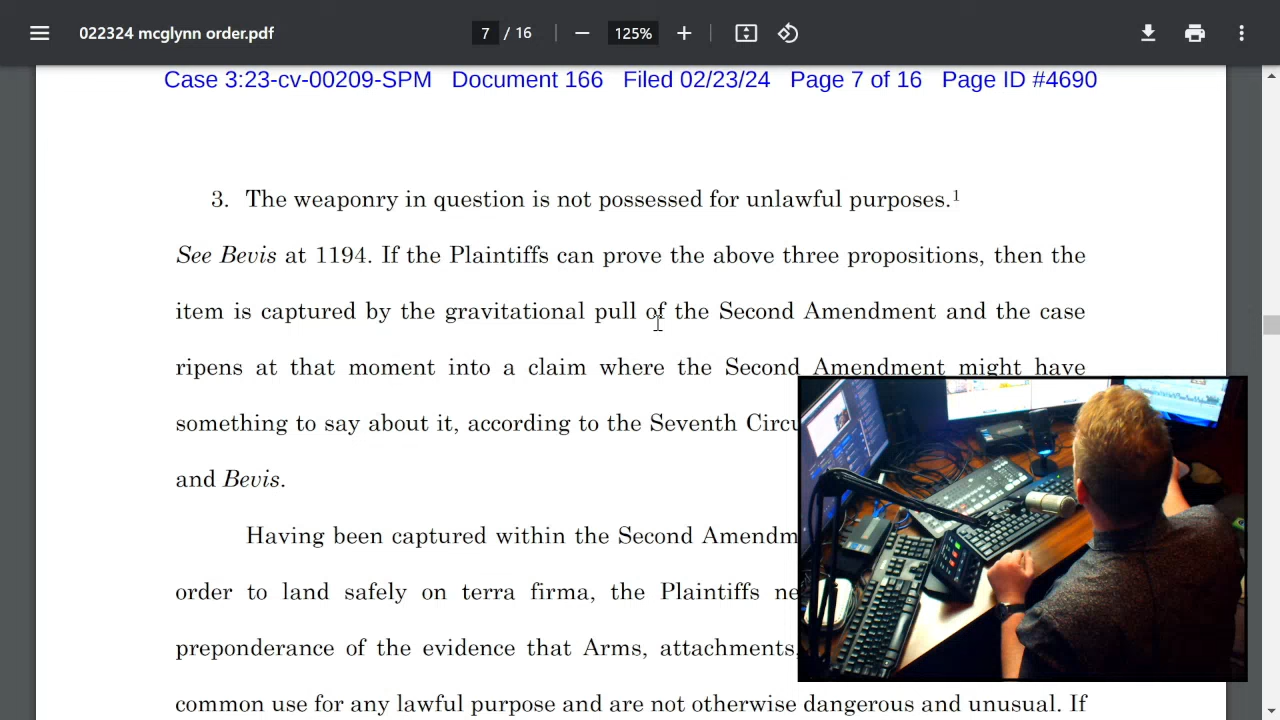 022324 mcglynn order.pdf
7 / 16
125%
Case 3:23-cv-00209-SPM Document 166 Filed 02/23/24 Page 7 of 16 Page ID #4690
3. The weaponry in question is not possessed for unlawful purposes.1
See Bevis at 1194. If the Plaintiffs can prove the above three propositions, then the
item is captured by the gravitational pull of the Second Amendment and the case
ripens at that moment into a claim where the Second Amendment might have
something to say about it, according to the Seventh
and Bevis.
Having been captured within the Second
order to land safely on terra firma, the Plaintiffs
preponderance of the evidence that Arms, attachments,
common use for any lawful purpose and are not otherwise dangerous and unusual. If